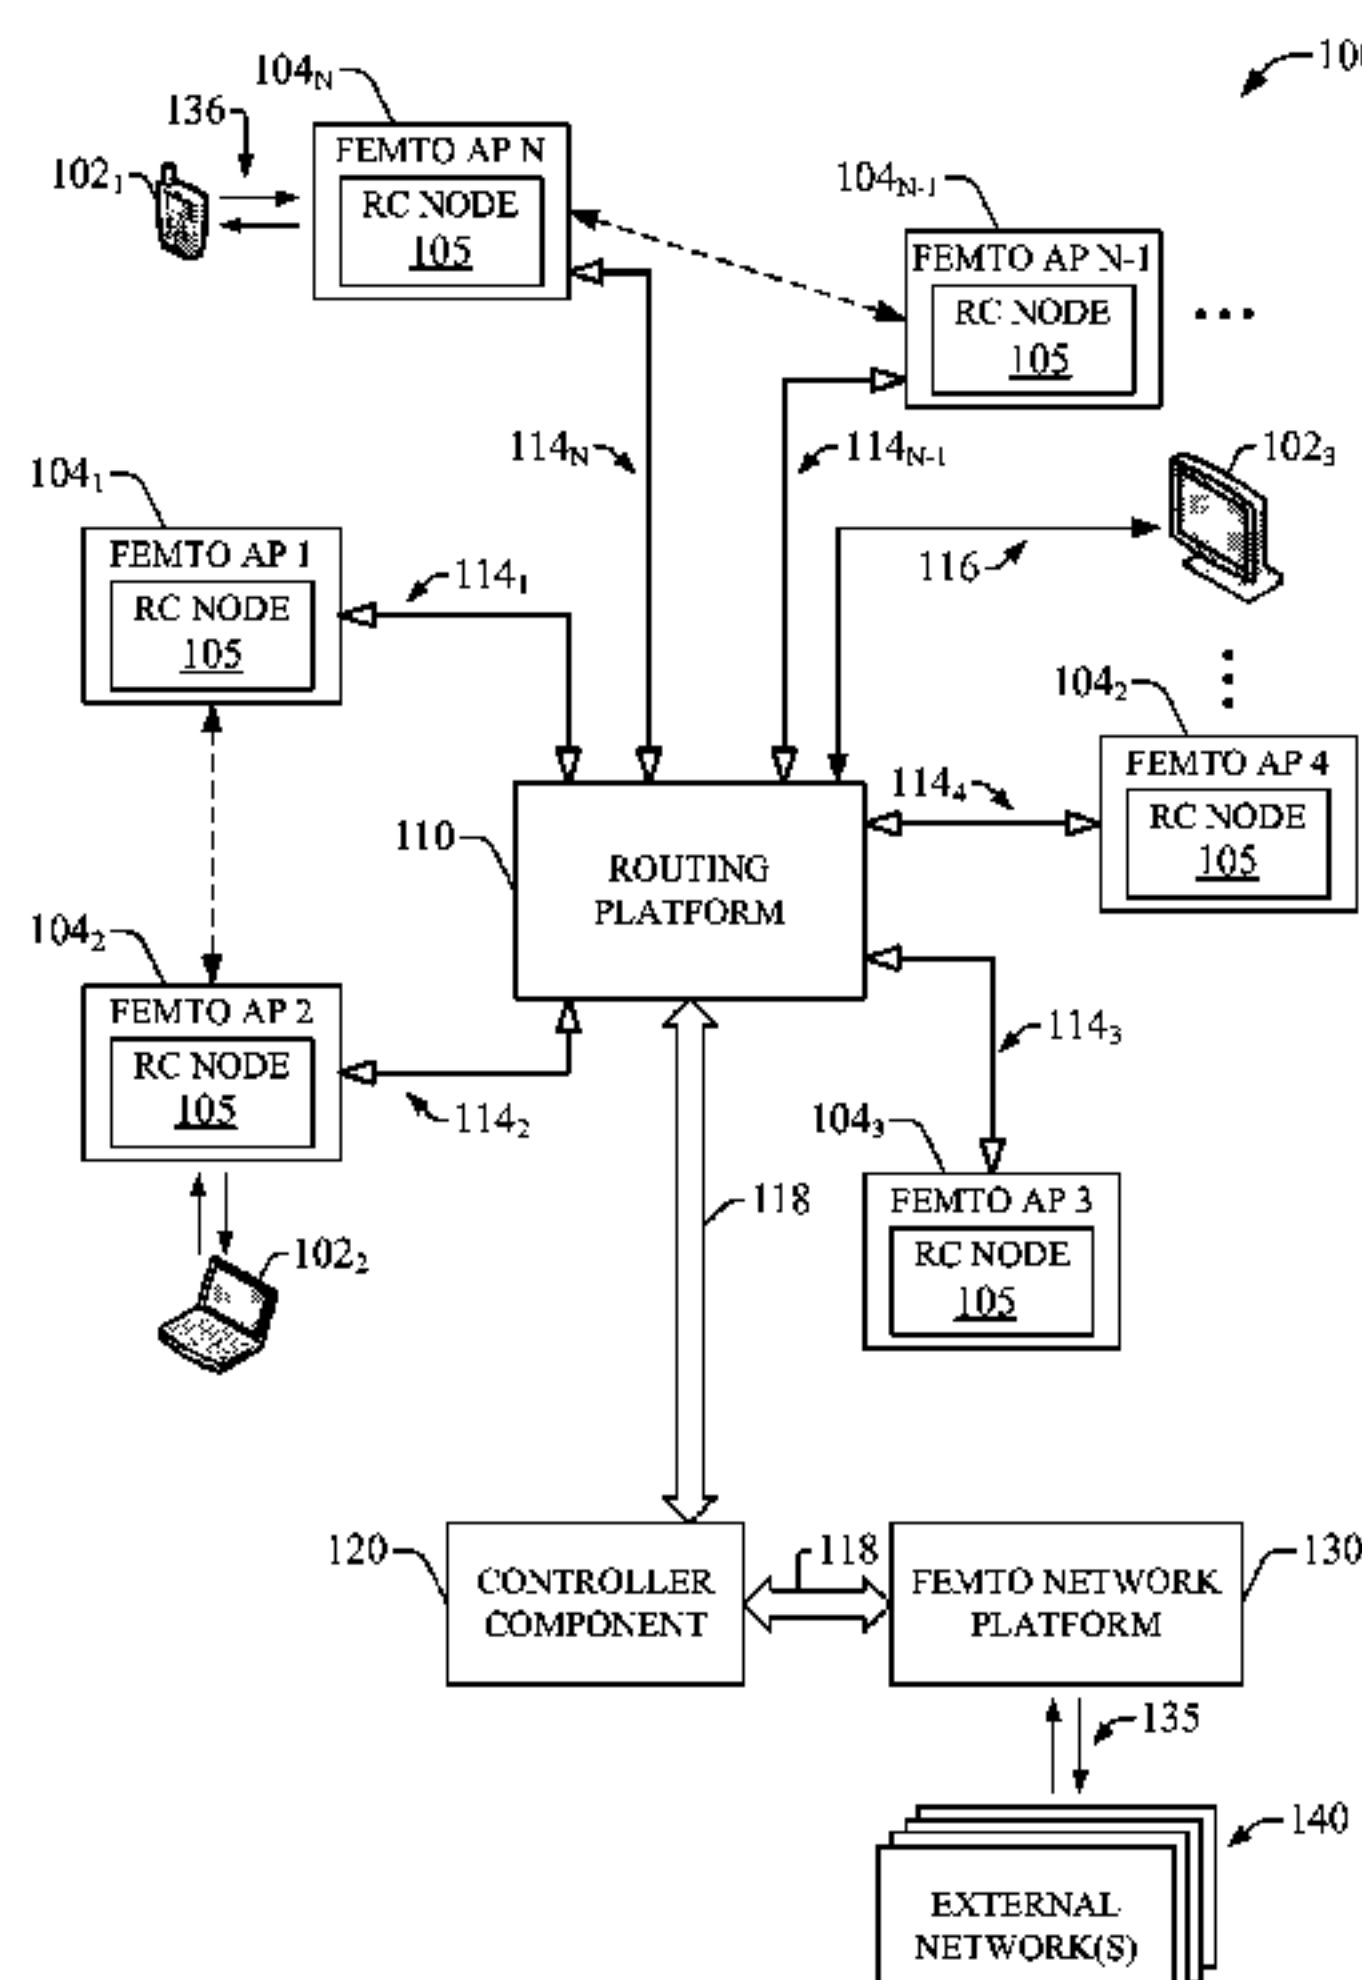 100
104N
136
FEMTO AP N
RC NODE
105
1021
104N-1
FEMTO AP N-1
RC NODE
105
...
114N
114N-1
1023
1041
FEMTO AP 1
RC NODE
105
1141
116
1042
FEMTO AP 4
RC NODE
105
1144
110
ROUTING
PLATFORM
1042
FEMTO AP 2
RC NODE
105
1142
1143
1043
FEMTO AP 3
RC NODE
105
118
1022
120
CONTROLLER
COMPONENT
118
FEMTO NETWORK
PLATFORM
130
135
140
EXTERNAL
NETWORK(S)